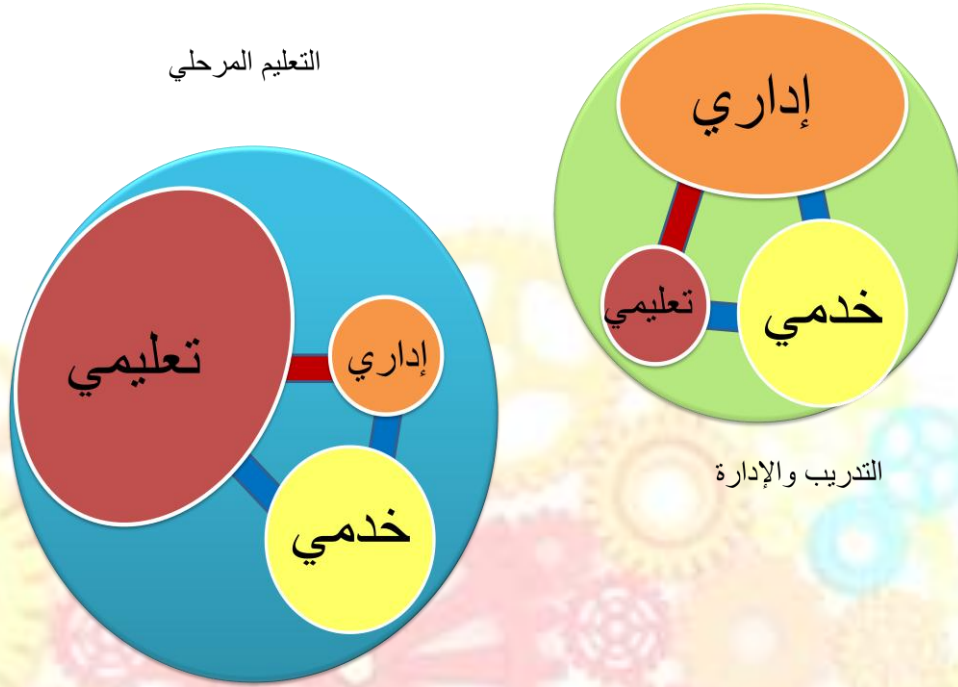 التعليم المرحلي
إداري
تعليمي
خدمي
التدريب والإدارة
تعليمي
إداري
خدمي